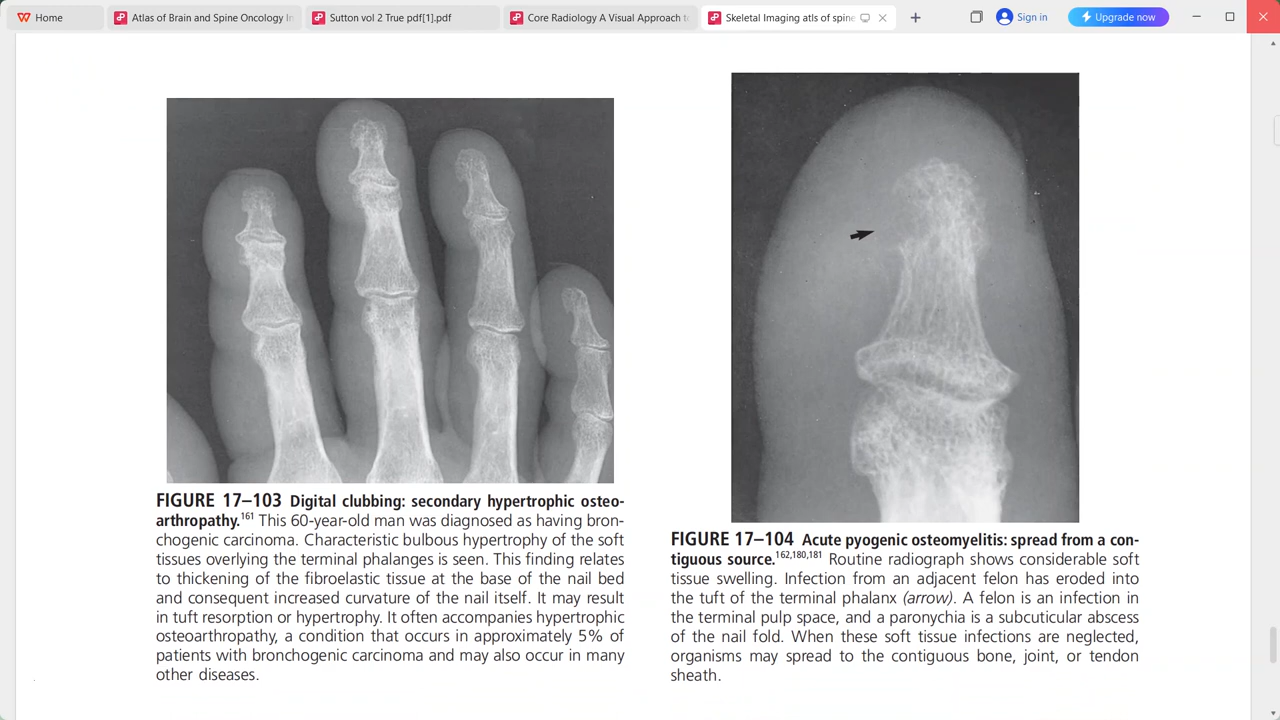 Home
Atlas of Brain and Spine Oncology I
Sutton vol 2 True pdf[1].pdf
Core Radiology A Visual Approach to
Skeletal Imaging atls of spine
Sign in
Upgrade now
FIGURE 17–103 Digital clubbing: secondary hypertrophic osteo-
arthropathy.161 This 60-year-old man was diagnosed as having bron-
chogenic carcinoma. Characteristic bulbous hypertrophy of the soft
tissues overlying the terminal phalanges is seen. This finding relates
to thickening of the fibroelastic tissue at the base of the nail bed
and consequent increased curvature of the nail itself. It may result
in tuft resorption or hypertrophy. It often accompanies hypertrophic
osteoarthropathy, a condition that occurs in approximately 5% of
patients with bronchogenic carcinoma and may also occur in many
other diseases.
FIGURE 17–104 Acute pyogenic osteomyelitis: spread from a con-
tiguous source.162,180,181 Routine radiograph shows considerable soft
tissue swelling. Infection from an adjacent felon has eroded into
the tuft of the terminal phalanx (arrow). A felon is an infection in
the terminal pulp space, and a paronychia is a subcuticular abscess
of the nail fold. When these soft tissue infections are neglected,
organisms may spread to the contiguous bone, joint, or tendon
sheath.